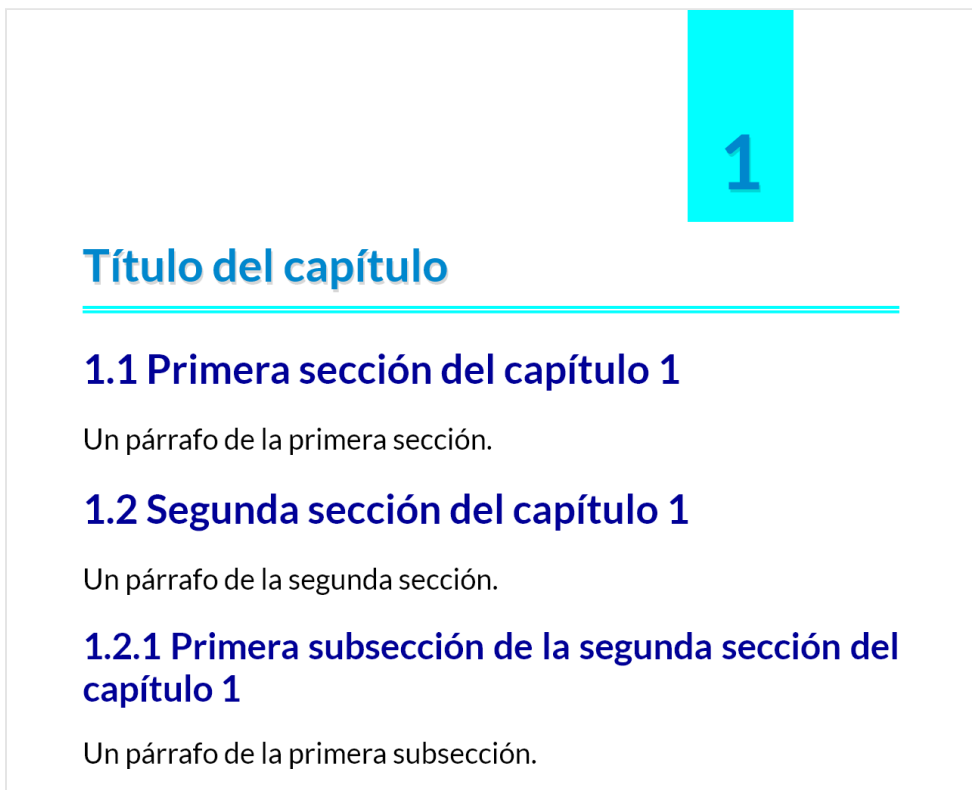 1
Título del capítulo
1.1 Primera sección del capítulo 1
Un párrafo de la primera sección.
1.2 Segunda sección del capítulo 1
Un párrafo de la segunda sección.
1.2.1 Primera subsección de la segunda sección del
capítulo 1
Un párrafo de la primera subsección.